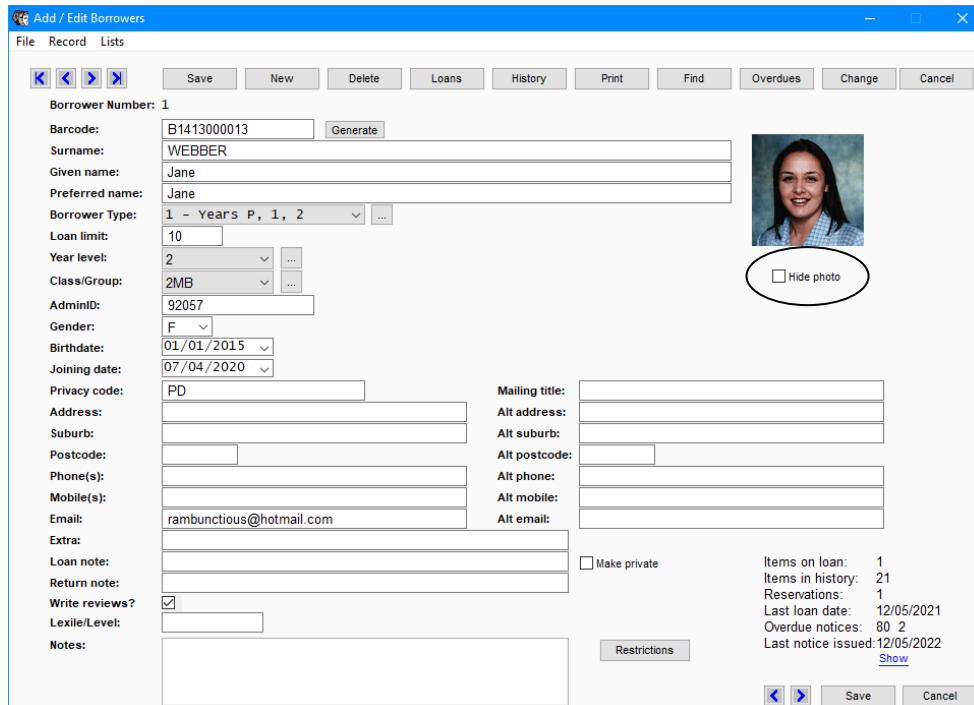 Add / Edit Borrowers
File Record Lists
Save New Delete Loans History Print Find Overdues Change Cancel
Borrower Number: 1
Barcode: B1413000013 Generate
Surname: WEBBER
Given name: Jane
Preferred name: Jane
Borrower Type: 1 - Years P, 1, 2 ...
Loan limit: 10
Year level: 2 ...
Class/Group: 2MB ...
Hide photo
AdminID: 92057
Gender: F
Birthdate: 01/01/2015
Joining date: 07/04/2020
Privacy code: PD Mailing title:
Address: Alt address:
Suburb: Alt suburb:
Postcode: Alt postcode:
Phone(s): Alt phone:
Mobile(s): Alt mobile:
Email: rambunctious@hotmail.com Alt email:
Extra:
Loan note: Make private
Return note:
Write reviews?
Lexile/Level:
Notes:
Restrictions
Items on loan: 1
Items in history: 21
Reservations: 1
Last loan date: 12/05/2021
Overdue notices: 80 2
Last notice issued: 12/05/2022
Show
Save Cancel